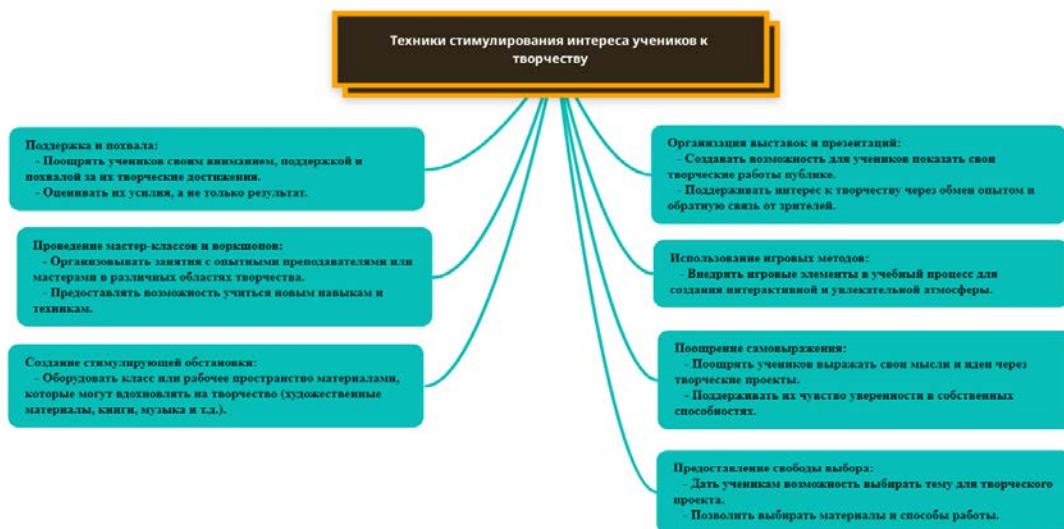 Техники стимулирования интереса учеников к
творчеству
Поддержка и похвала:
- Поощрять учеников своим вниманием, поддержкой и
похвалой за их творческие достижения.
- Оценивать их усилия, а не только результат.
Проведение мастер-классов и воркшопов:
- Организовывать занятия с опытными преподавателями или
мастерами в различных областях творчества.
- Предоставлять возможность учиться новым навыкам и
техникам.
Создание стимулирующей обстановки:
- Оборудовать класс или рабочее пространство материалами,
которые могут вдохновлять на творчество (художественные
материалы, книги, музыка и т.д.).
Организация выставок и презентаций:
- Создавать возможность для учеников показать свои
творческие работы публике.
- Поддерживать интерес к творчеству через обмен опытом и
обратную связь от зрителей.
Использование игровых методов:
- Внедрять игровые элементы в учебный процесс для
создания интерактивной и увлекательной атмосферы.
Поощрение самовыражения:
- Поощрять учеников выражать свои мысли и идеи через
творческие проекты.
- Поддерживать их чувство уверенности в собственных
способностях.
Предоставление свободы выбора:
- Дать ученикам возможность выбирать тему для творческого
проекта.
- Позволить выбирать материалы и способы работы.